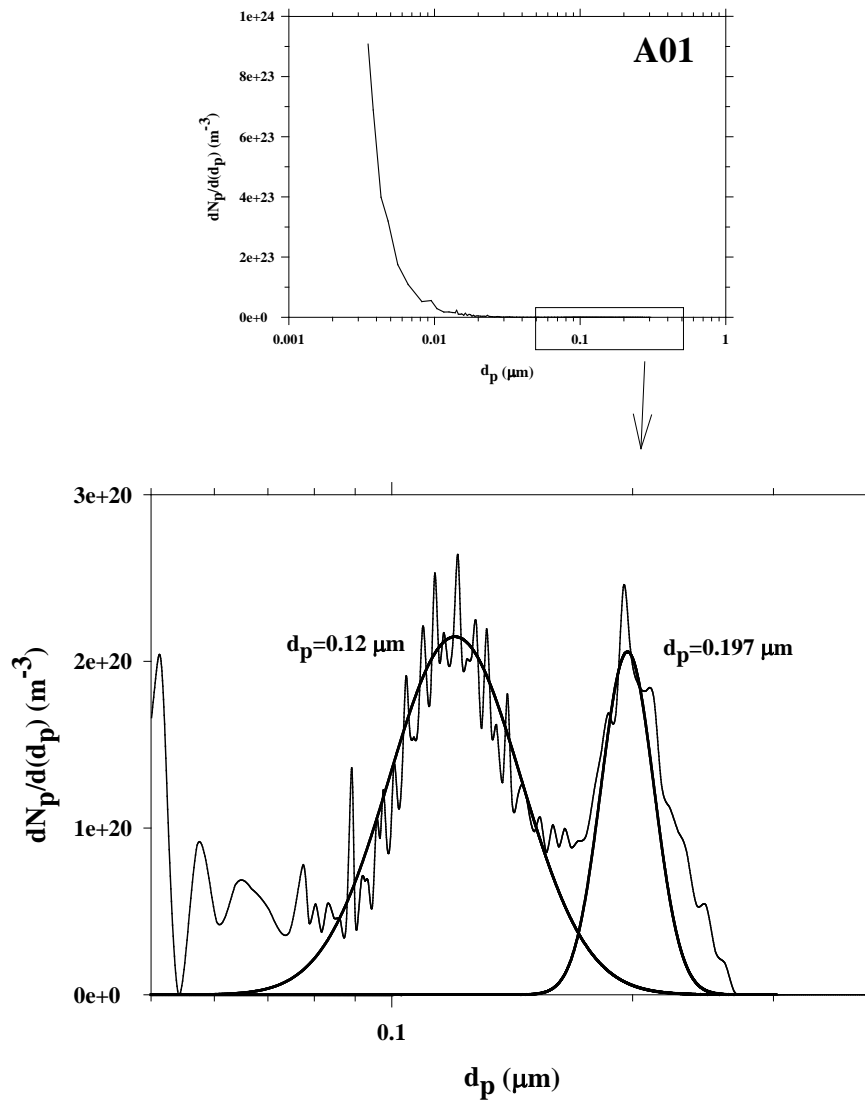 1e+24
A01
8e+23
6e+23
4e+23
2e+23
0e+0
dNp/d(dp) (m-3)
0.001 0.01 0.1 1
dp (μm)
3e+20
dp=0.12 μm
dp=0.197 μm
2e+20
1e+20
0e+0
dNp/d(dp) (m-3)
0.1
dp (μm)